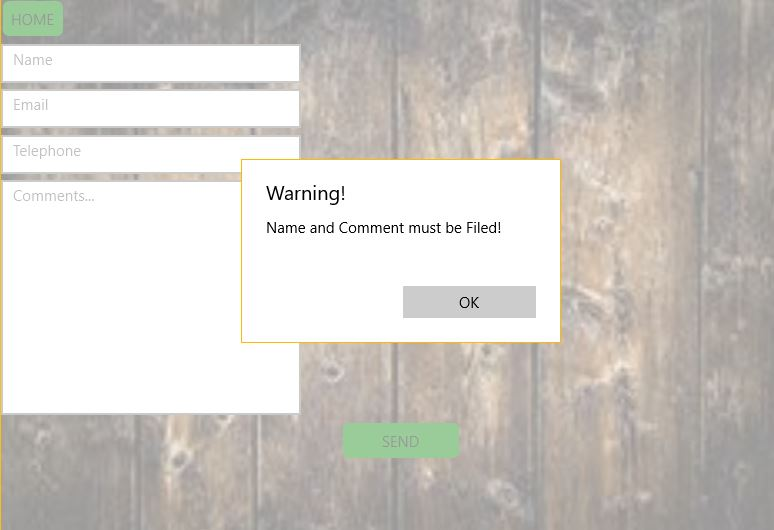 HOME
Name
Email
Telephone
Comments...
Warning!
Name and Comment must be Filed!
OK
SEND